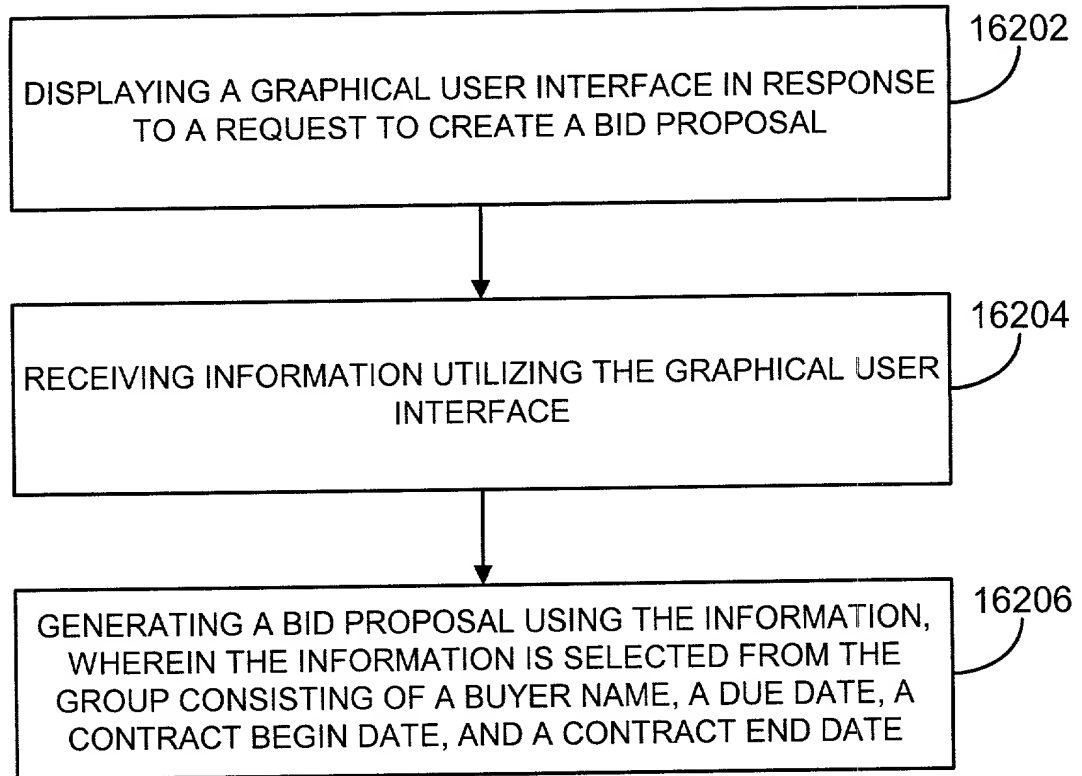 16202
DISPLAYING A GRAPHICAL USER INTERFACE IN RESPONSE
TO A REQUEST TO CREATE A BID PROPOSAL
16204
RECEIVING INFORMATION UTILIZING THE GRAPHICAL USER
INTERFACE
16206
GENERATING A BID PROPOSAL USING THE INFORMATION,
WHEREIN THE INFORMATION IS SELECTED FROM THE
GROUP CONSISTING OF A BUYER NAME, A DUE DATE, A
CONTRACT BEGIN DATE, AND A CONTRACT END DATE